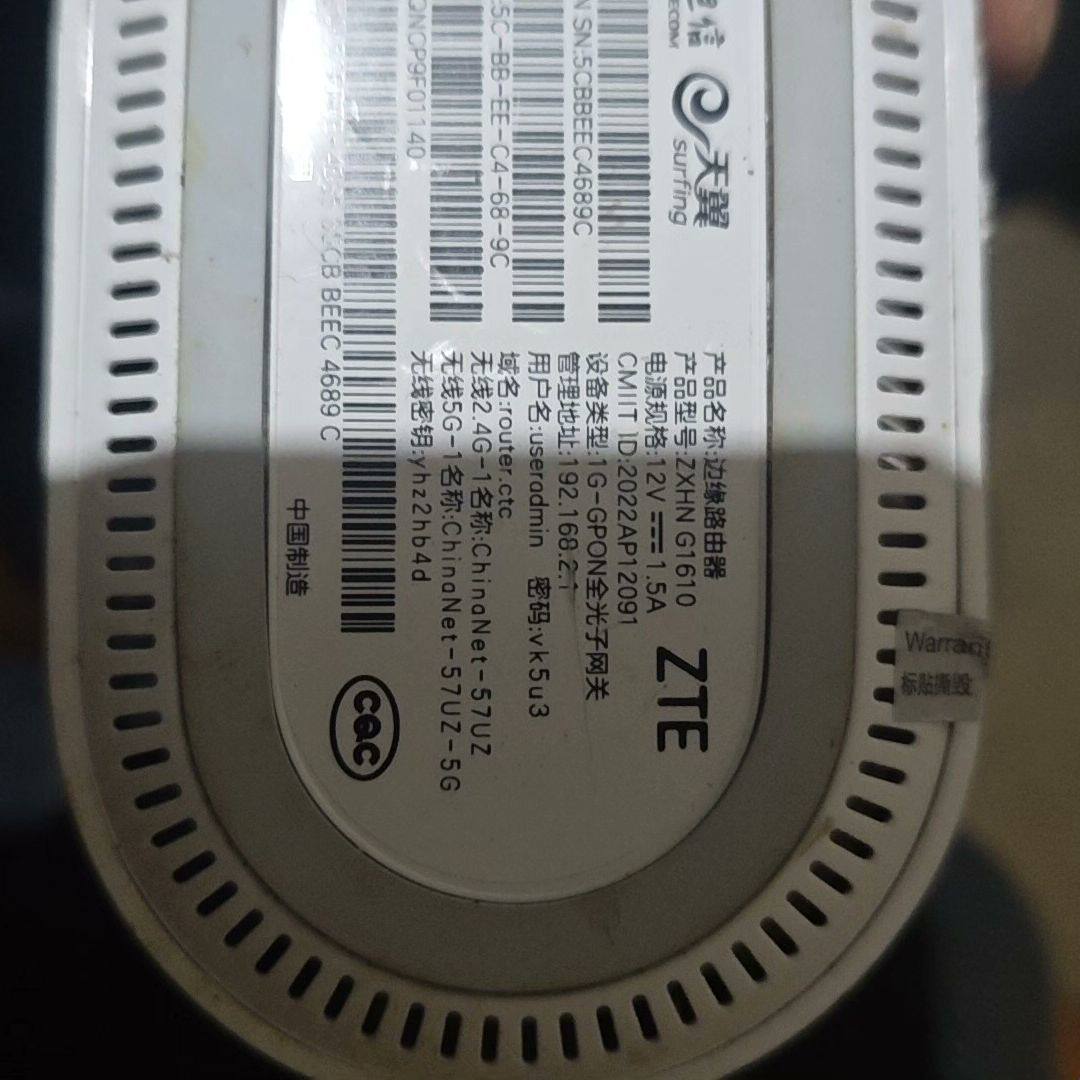 电信
ECOM
天翼
surfing
N SN:5CBBEEC4689C
:5C-BB-EE-C4-68-9C
QNCP9F01140
CB BEEC 4689 C
产品名称:边缘路由器
产品型号:ZXHN G1610
电源规格:12V 1.5A
CMIIT ID:2022AP12091
设备类型:1G-GPON全光子网关
管理地址:192.168.2.1
用户名:useradmin 密码:vk5u3
域名:router.ctc
无线2.4G-1名称:ChinaNet-57UZ
无线5G-1名称:ChinaNet-57UZ-5G
无线密钥:yhz2hb4d
中国制造
ZTE
cqc
Warra
标贴撕毁